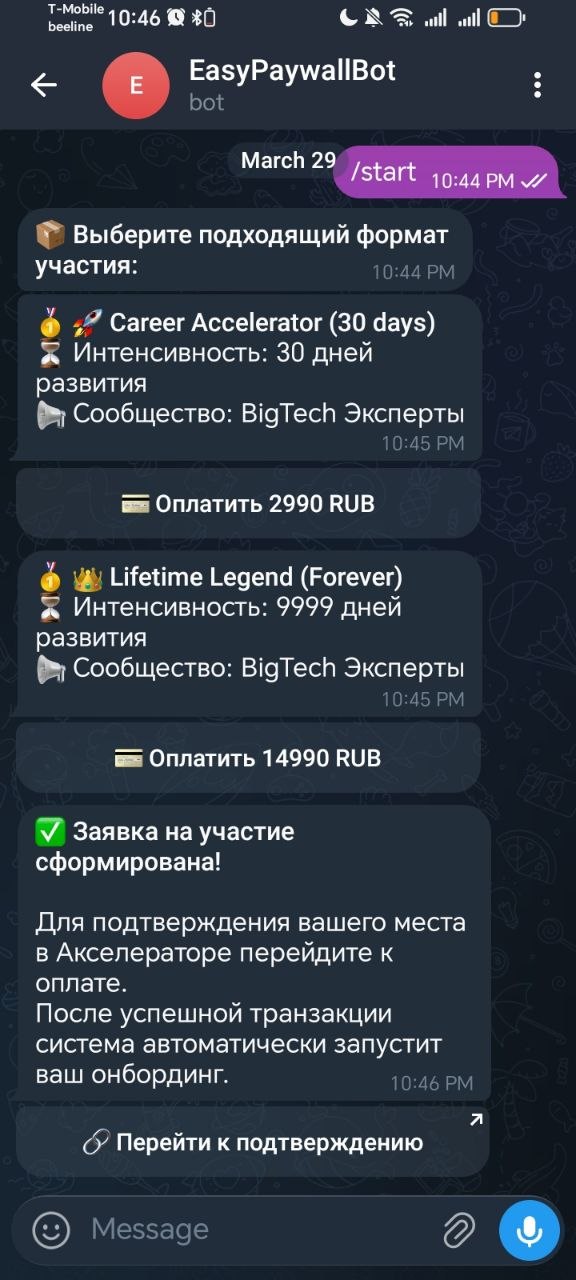 T-Mobile
beeline
10:46
E
EasyPaywallBot
bot
March 29
/start 10:44 PM
📦 Выберите подходящий формат
участия:
10:44 PM
🏅 🚀 Career Accelerator (30 days)
⏳ Интенсивность: 30 дней
развития
📢 Сообщество: BigTech Эксперты
10:45 PM
💳 Оплатить 2990 RUB
🏅 👑 Lifetime Legend (Forever)
⏳ Интенсивность: 9999 дней
развития
📢 Сообщество: BigTech Эксперты
10:45 PM
💳 Оплатить 14990 RUB
✅ Заявка на участие
сформирована!
Для подтверждения вашего места
в Акселераторе перейдите к
оплате.
После успешной транзакции
система автоматически запустит
ваш онбординг.
10:46 PM
🔗 Перейти к подтверждению
Message